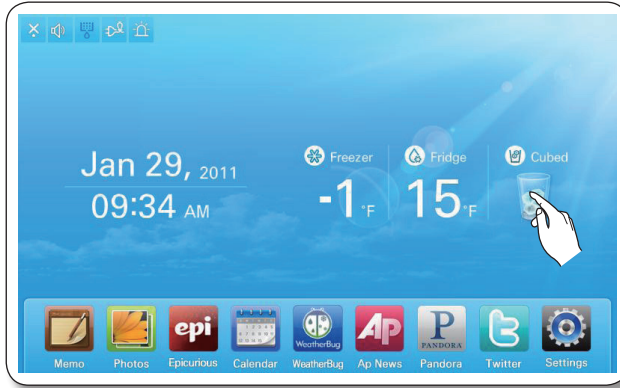 Freezer
Fridge
Cubed
Jan 29, 2011
09:34 AM
-1 °F
15 °F
epi
WeatherBug
AP
P
PANDORA
Memo
Photos
Epicurious
Calendar
WeatherBug
Ap News
Pandora
Twitter
Settings